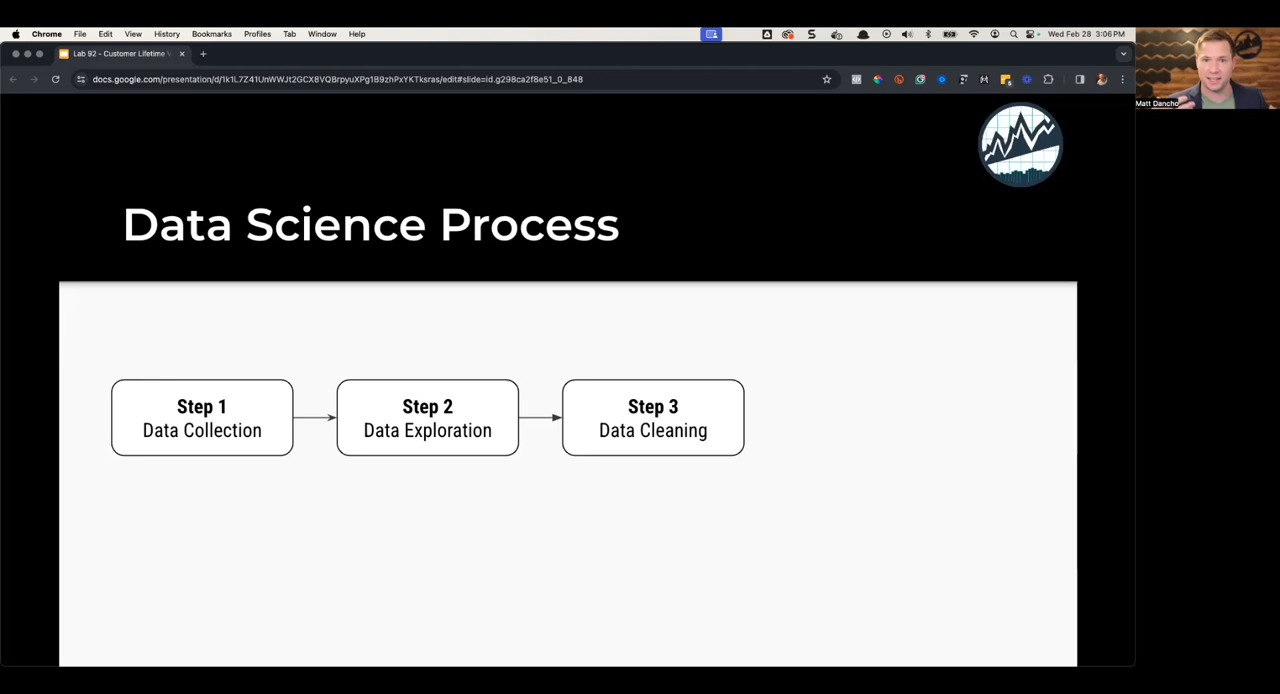 Chrome File Edit View History Bookmarks Profiles Tab Window Help Wed Feb 28 3:06 PM
Lab 92 - Customer Lifetime
docs.google.com/presentation/d/1k1L7Z41UnWWJt2GCX8VQBrpyuXPg1B9zhPxYKTksras/edit#slide=id.g298ca2f8e51_0_848
Matt Dancho
Data Science Process
Step 1
Data Collection
Step 2
Data Exploration
Step 3
Data Cleaning